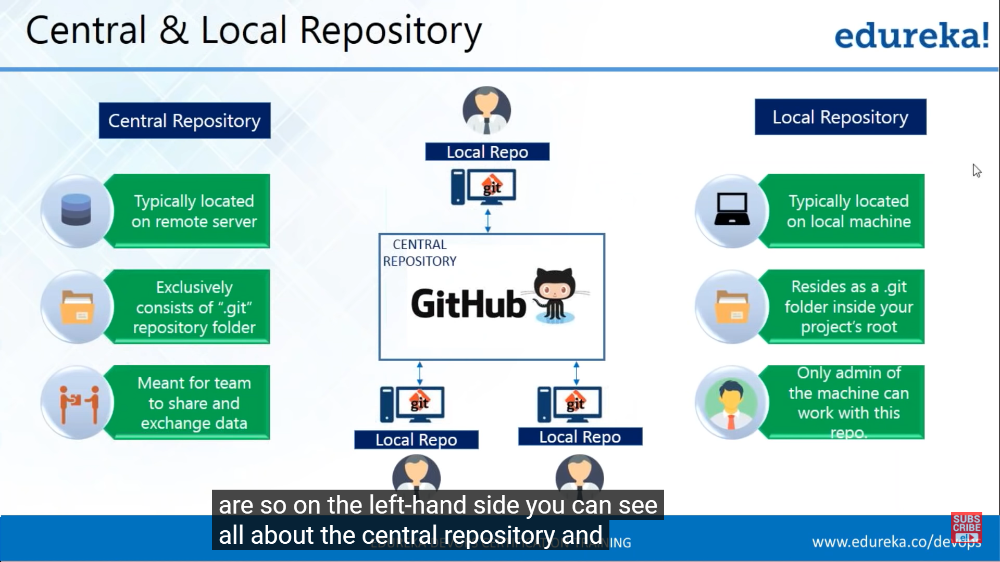 Central & Local Repository
edureka!
Central Repository
Typically located
on remote server
Exclusively
consists of “.git”
repository folder
Meant for team
to share and
exchange data
Local Repo
git
CENTRAL
REPOSITORY
GitHub
git
git
Local Repo
Local Repo
Local Repository
Typically located
on local machine
Resides as a .git
folder inside your
project’s root
Only admin of
the machine can
work with this
repo.
are so on the left-hand side you can see
all about the central repository and
EDUREKA DEVOPS CERTIFICATION TRAINING
www.edureka.co/devops
SUBS
CRIBE
e!